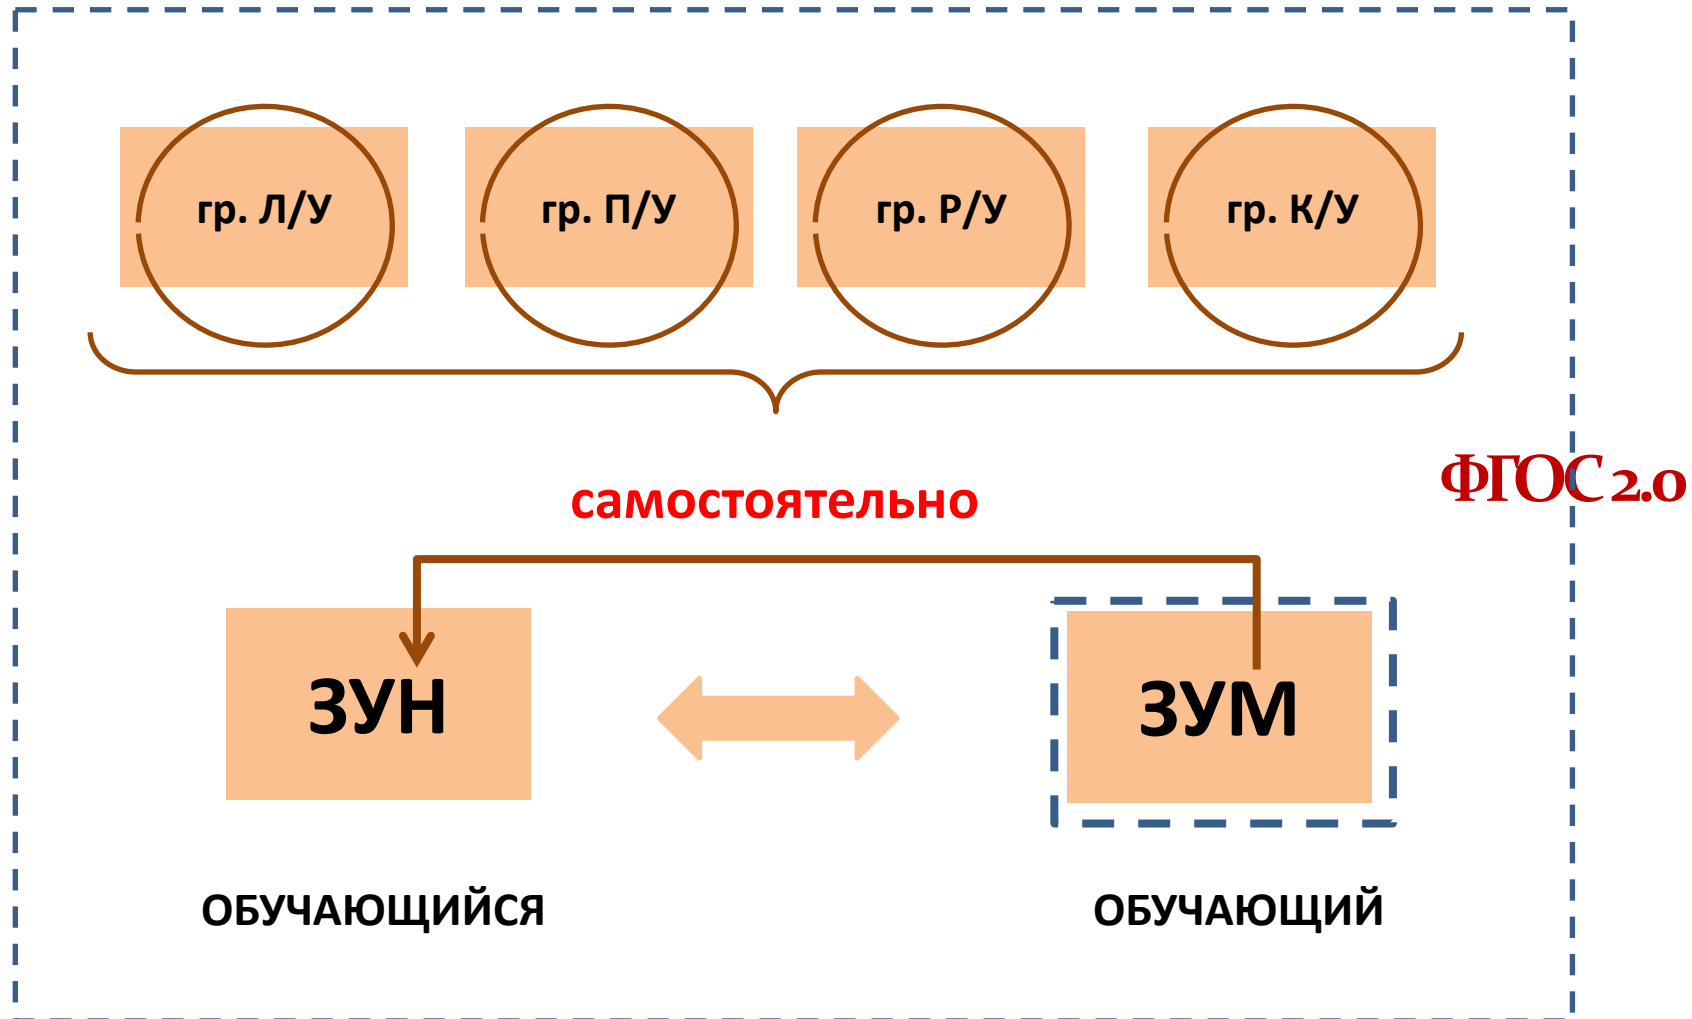 гр. Л/У
гр. П/У
гр. Р/У
гр. К/У
самостоятельно
ФГОС 2.0
ЗУН
ЗУМ
ОБУЧАЮЩИЙСЯ
ОБУЧАЮЩИЙ